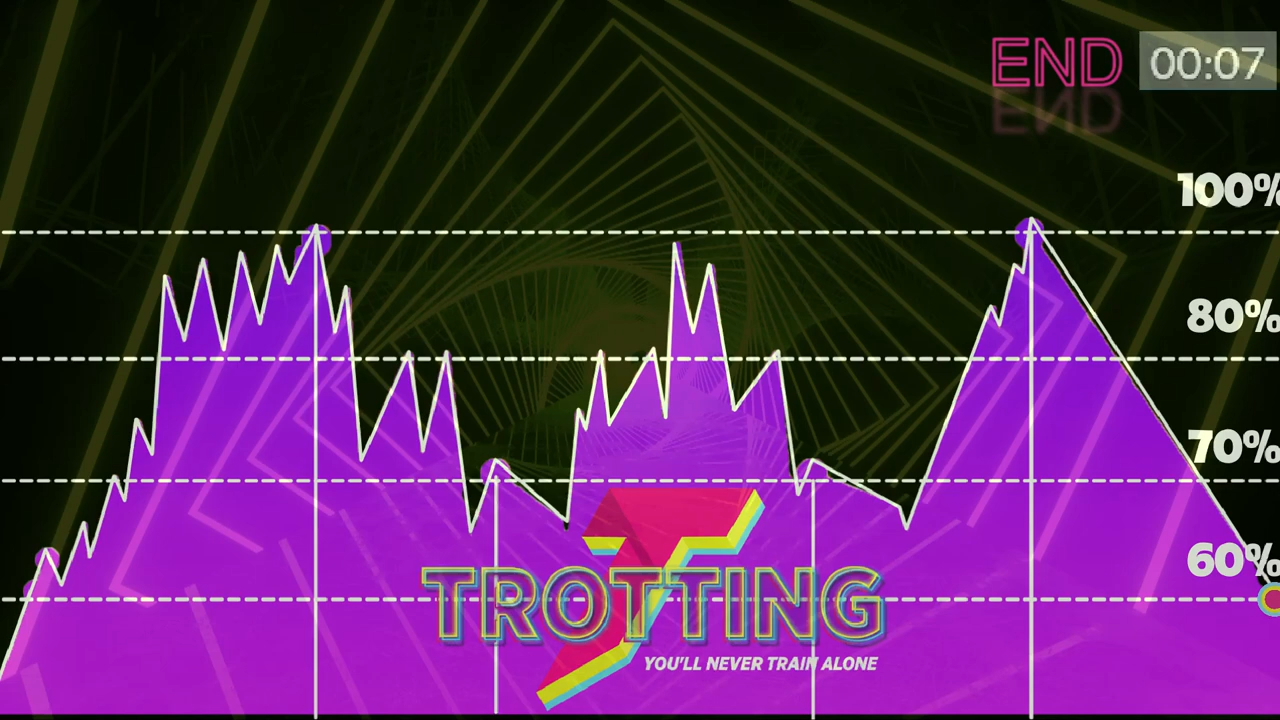 END 00:07
100%
80%
70%
60%
TROTTING
YOU'LL NEVER TRAIN ALONE